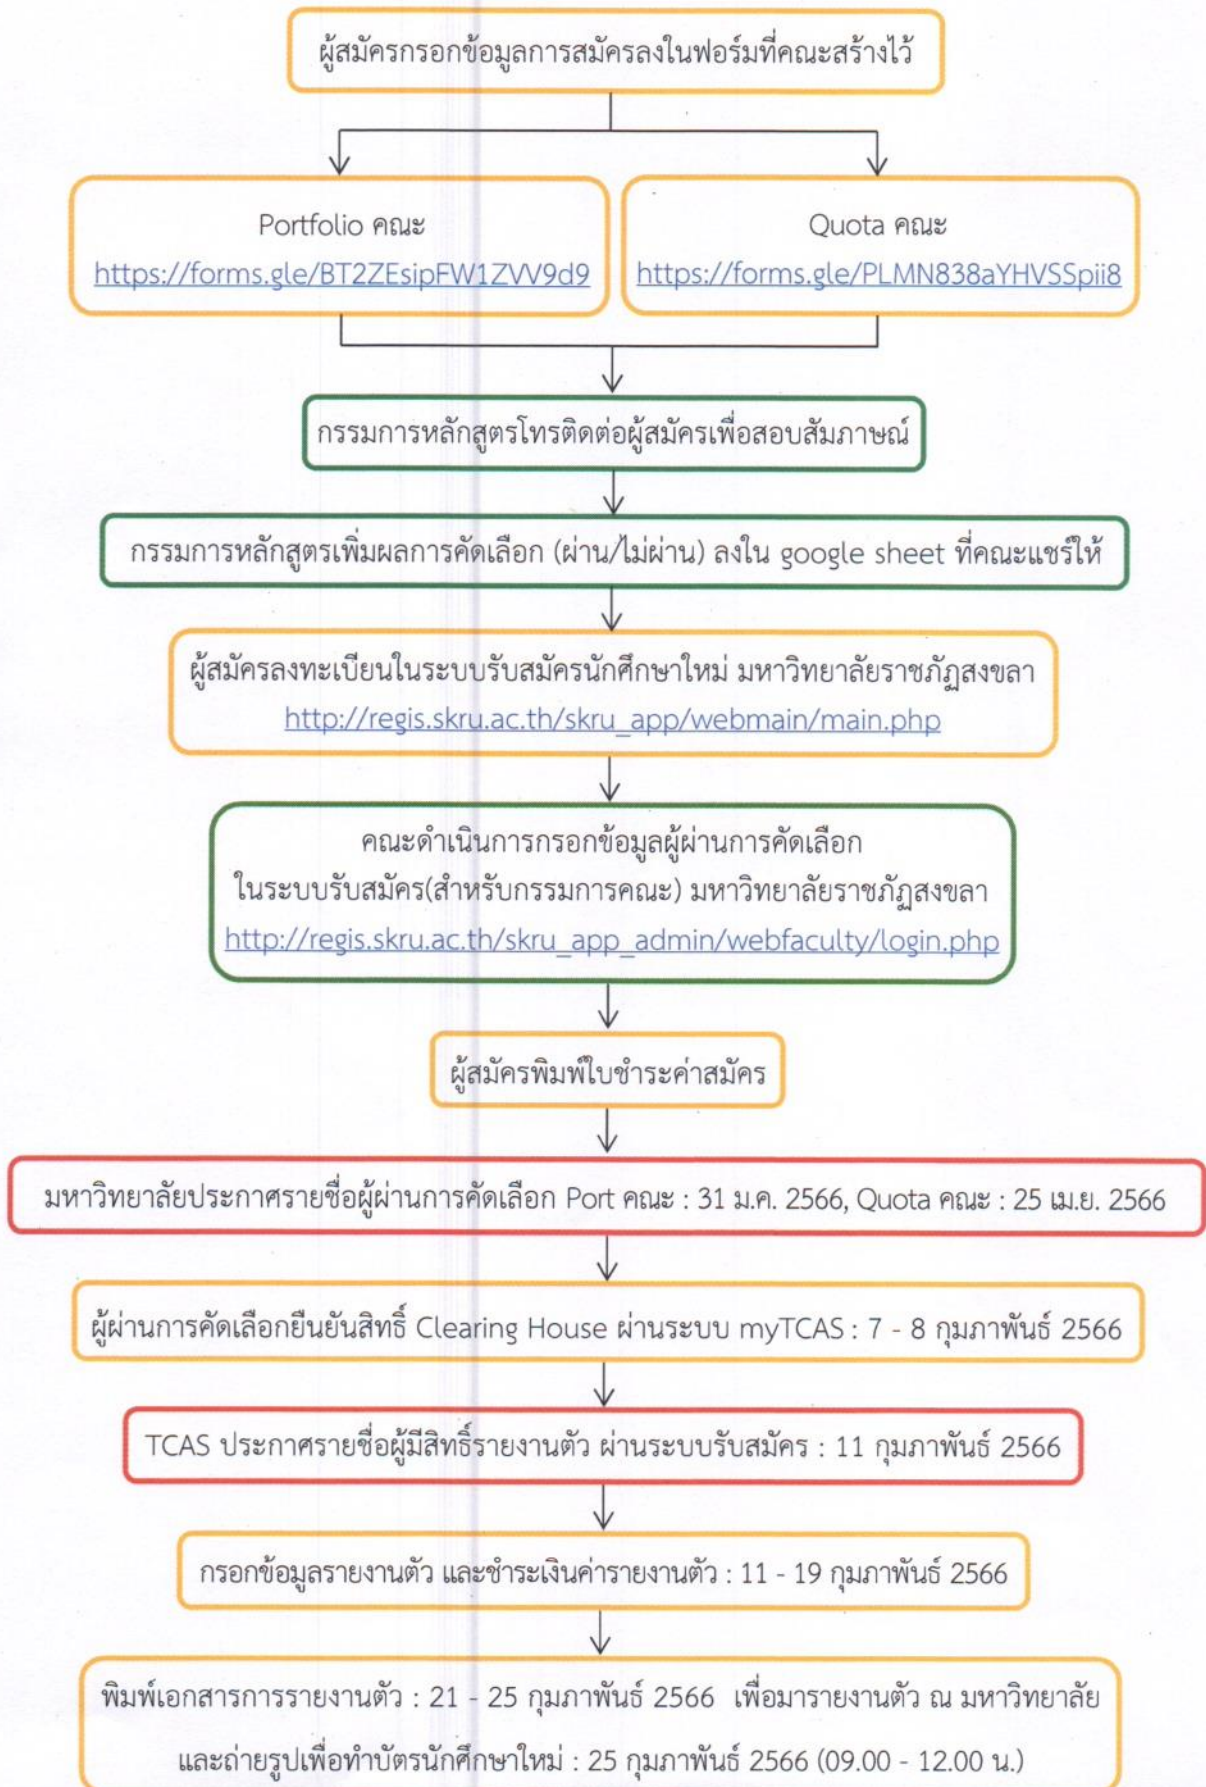 ผู้สมัครกรอกข้อมูลการสมัครลงในฟอร์มที่คณะสร้างไว้
Portfolio คณะ
https://forms.gle/BT2ZEsipFW1ZVV9d9
Quota คณะ
https://forms.gle/PLMN838aYHVSSpii8
กรรมการหลักสูตรโทรติดต่อผู้สมัครเพื่อสอบสัมภาษณ์
กรรมการหลักสูตรเพิ่มผลการคัดเลือก (ผ่าน/ไม่ผ่าน) ลงใน google sheet ที่คณะแชร์ให้
ผู้สมัครลงทะเบียนในระบบรับสมัครนักศึกษาใหม่ มหาวิทยาลัยราชภัฏสงขลา
http://regis.skru.ac.th/skru_app/webmain/main.php
คณะดำเนินการกรอกข้อมูลผู้ผ่านการคัดเลือก
ในระบบรับสมัคร(สำหรับกรรมการคณะ) มหาวิทยาลัยราชภัฏสงขลา
http://regis.skru.ac.th/skru_app_admin/webfaculty/login.php
ผู้สมัครพิมพ์ใบชำระค่าสมัคร
มหาวิทยาลัยประกาศรายชื่อผู้ผ่านการคัดเลือก Port คณะ : 31 ม.ค. 2566, Quota คณะ : 25 เม.ย. 2566
ผู้ผ่านการคัดเลือกยืนยันสิทธิ์ Clearing House ผ่านระบบ myTCAS : 7 - 8 กุมภาพันธ์ 2566
TCAS ประกาศรายชื่อผู้มีสิทธิ์รายงานตัว ผ่านระบบรับสมัคร : 11 กุมภาพันธ์ 2566
กรอกข้อมูลรายงานตัว และชำระเงินค่ารายงานตัว : 11 - 19 กุมภาพันธ์ 2566
พิมพ์เอกสารการรายงานตัว : 21 - 25 กุมภาพันธ์ 2566 เพื่อมารายงานตัว ณ มหาวิทยาลัย
และถ่ายรูปเพื่อทำบัตรนักศึกษาใหม่ : 25 กุมภาพันธ์ 2566 (09.00 - 12.00 น.)